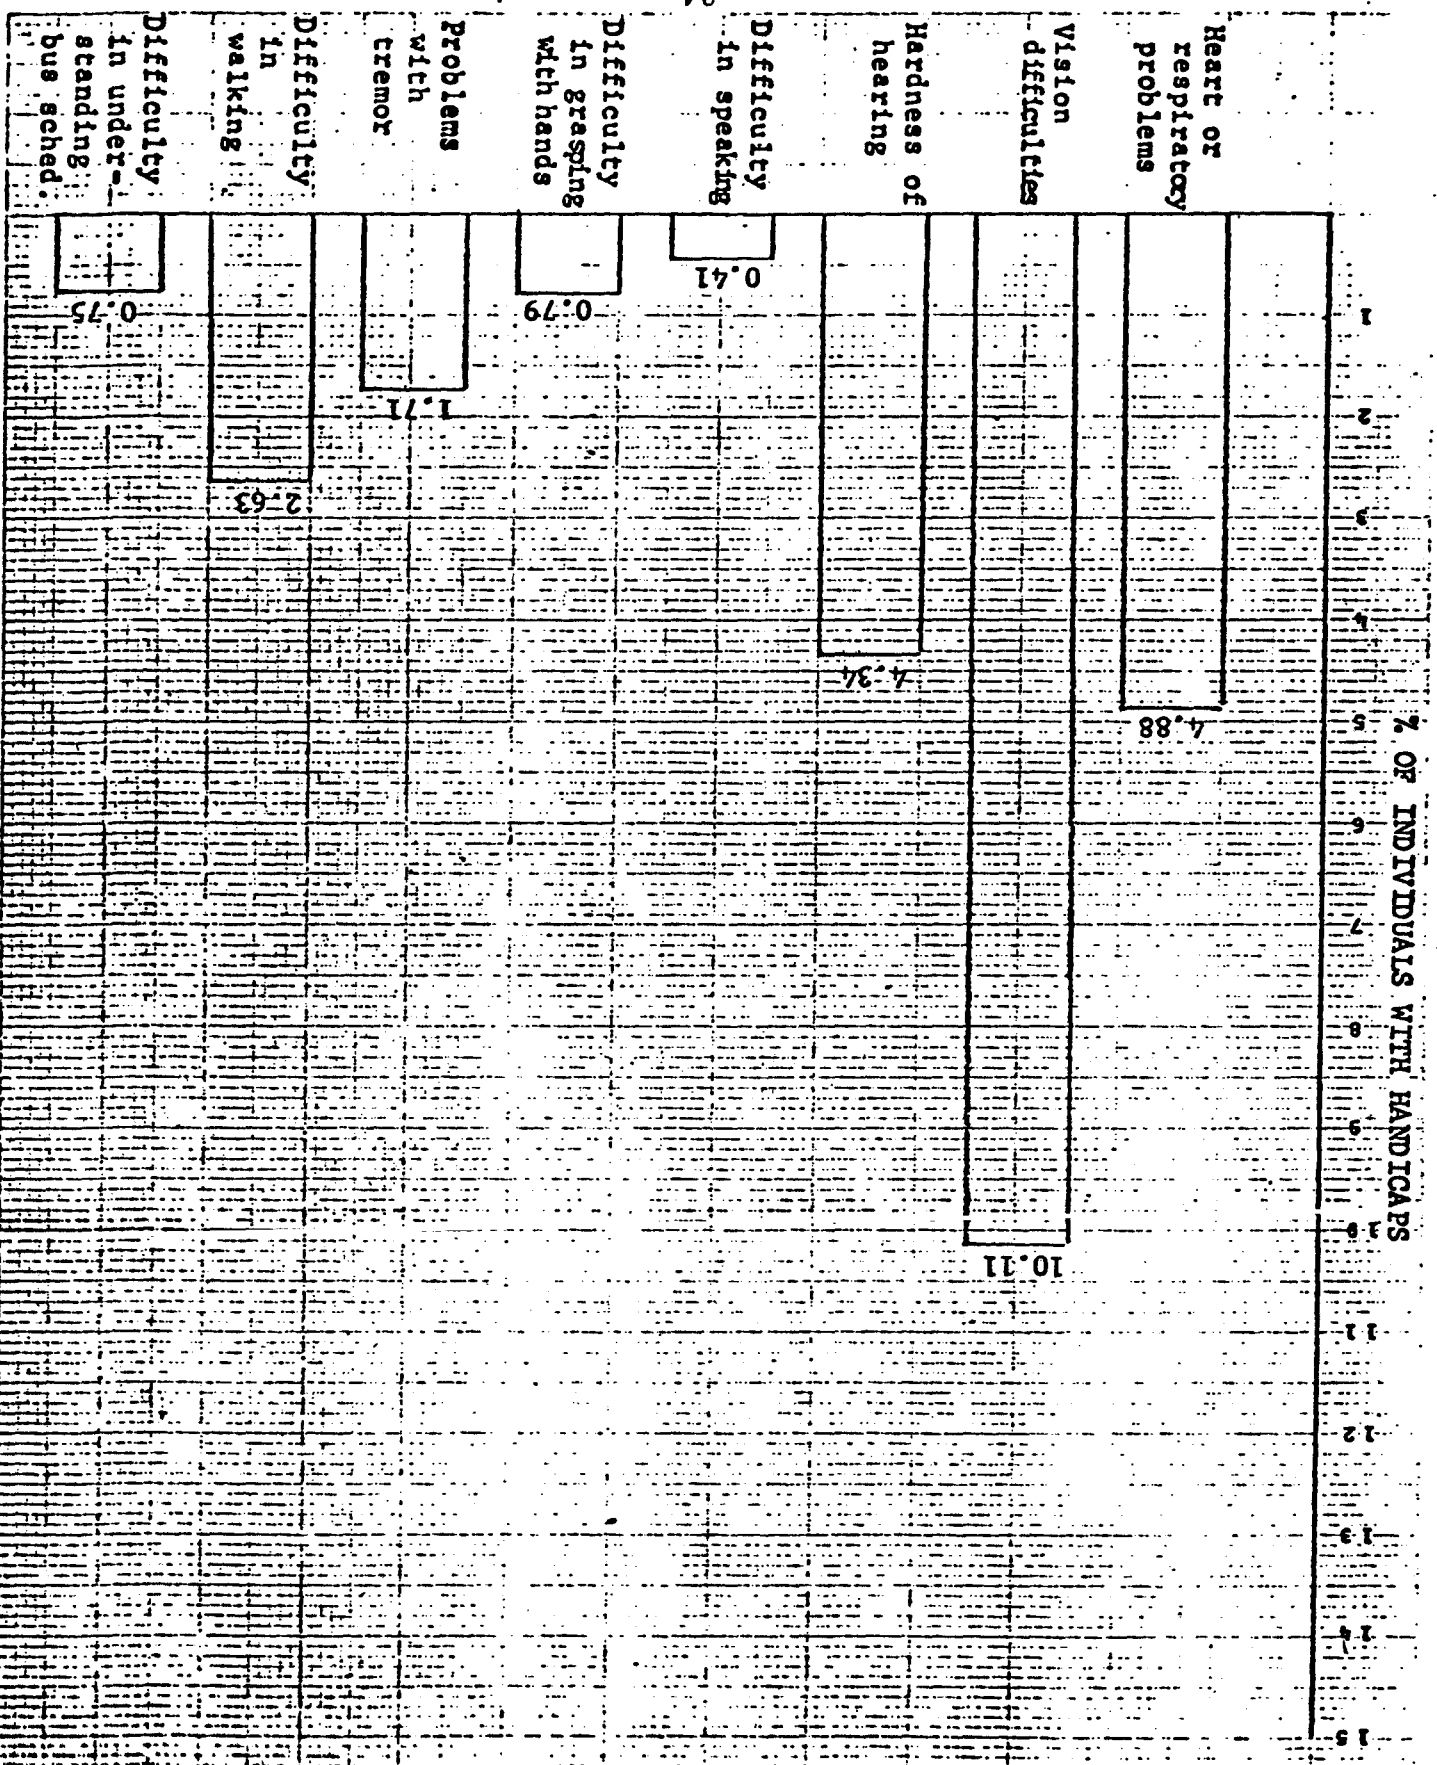 % OF INDIVIDUALS WITH HANDICAPS
1
2
3
4
5
6
7
8
9
10
11
12
13
14
15
Heart or
respiratory
problems
4.88
Vision
difficulties
10.11
Hardness of
hearing
4.34
Difficulty
in speaking
0.41
Difficulty
in grasping
with hands
0.79
Problems
with
tremor
1.71
Difficulty
in
walking
2.63
Difficulty
in under-
standing
bus sched.
0.75